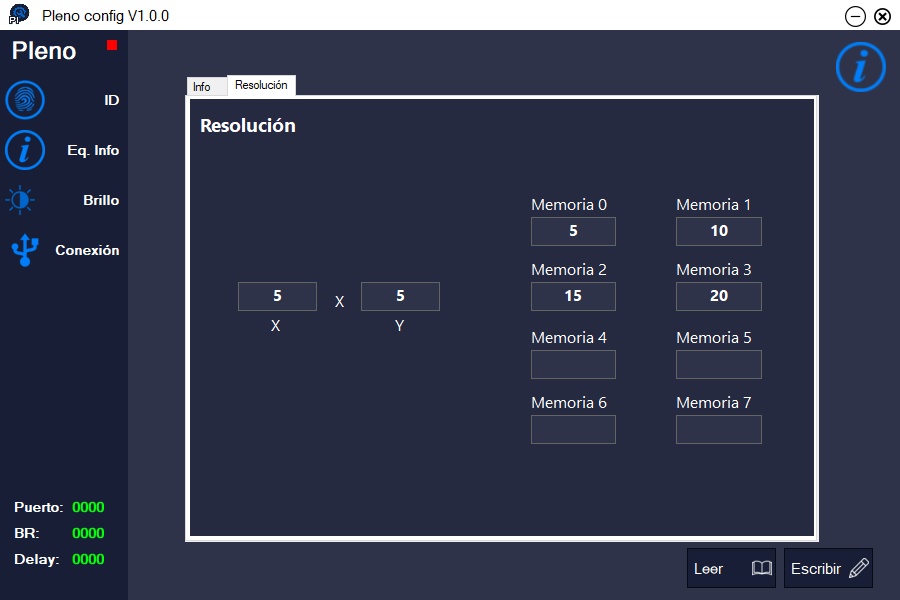 Pleno config V1.0.0
Pleno
ID
Eq. Info
Brillo
Conexión
Puerto: 0000
BR: 0000
Delay: 0000
Info Resolución
Resolución
5 X 5
X Y
Memoria 0 Memoria 1
5 10
Memoria 2 Memoria 3
15 20
Memoria 4 Memoria 5
Memoria 6 Memoria 7
Leer Escribir